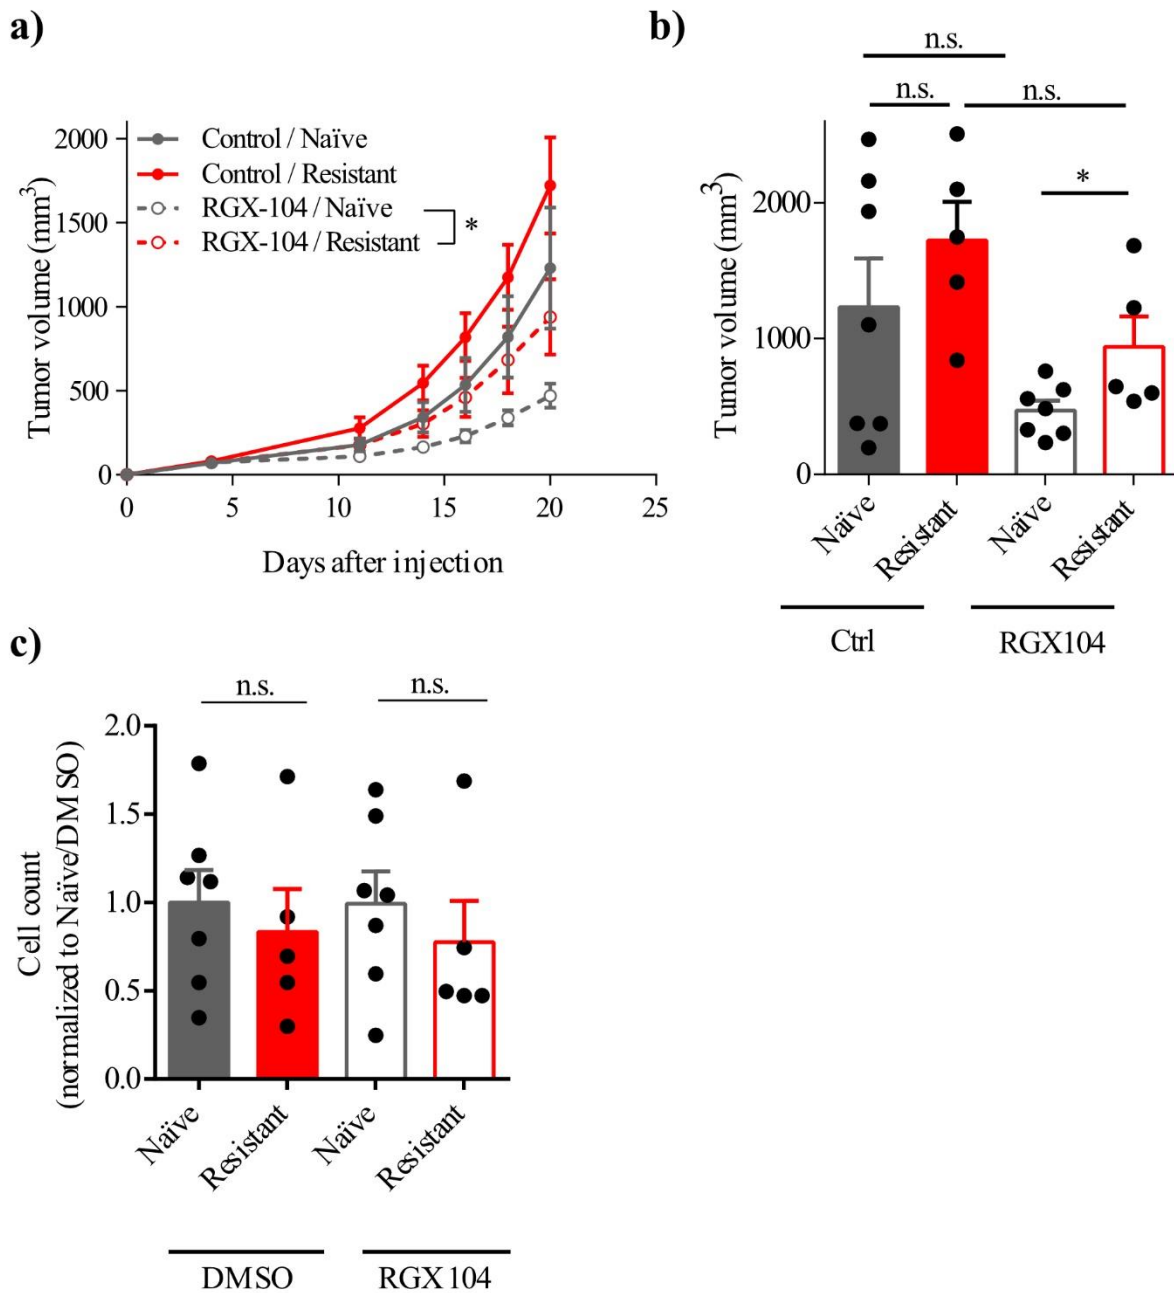 a)
Control / Naïve
Control / Resistant
RGX-104 / Naïve
RGX-104 / Resistant
*
Tumor volume (mm3)
2000
1500
1000
500
0
0 5 10 15 20 25
Days after injection
b)
n.s.
n.s. n.s.
*
Tumor volume (mm3)
2000
1000
0
Naïve Resistant Naïve Resistant
Ctrl RGX104
c)
n.s. n.s.
Cell count
(normalized to Naïve/DMSO)
2.0
1.5
1.0
0.5
0.0
Naïve Resistant Naïve Resistant
DMSO RGX104